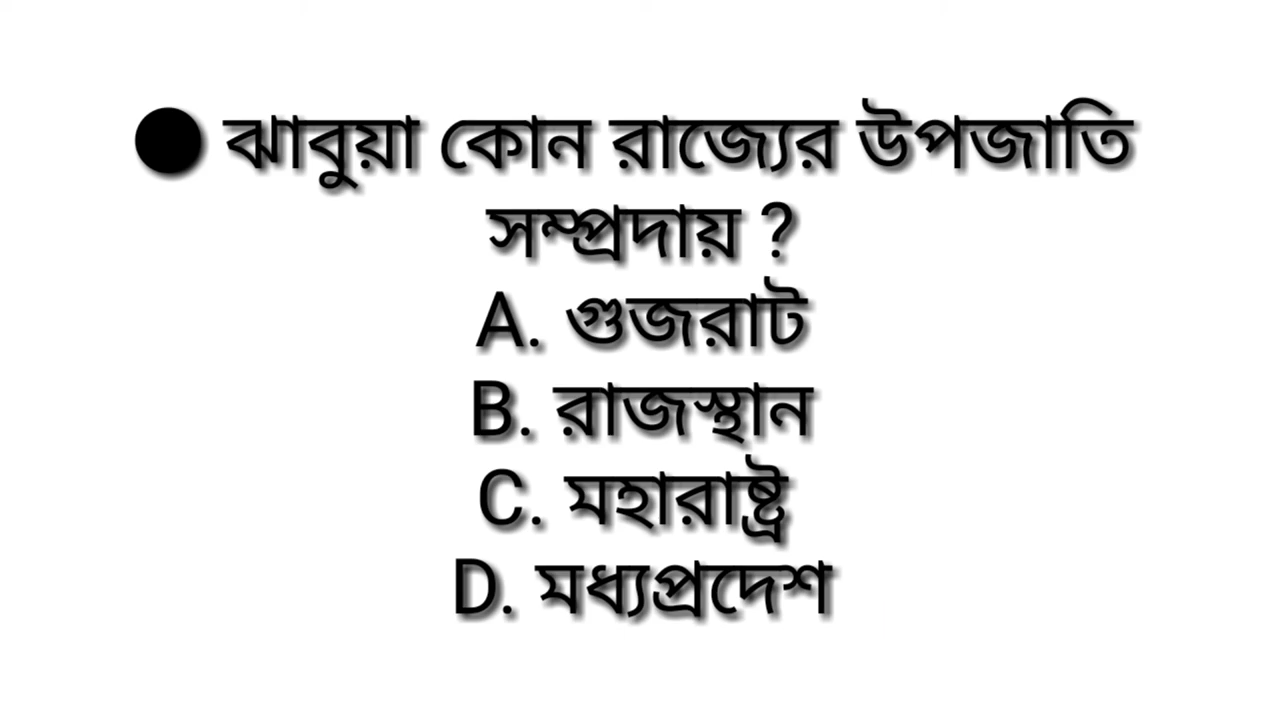 ● ঝাবুয়া কোন রাজ্যের উপজাতি
সম্প্রদায় ?
A. গুজরাট
B. রাজস্থান
C. মহারাষ্ট্র
D. মধ্যপ্রদেশ